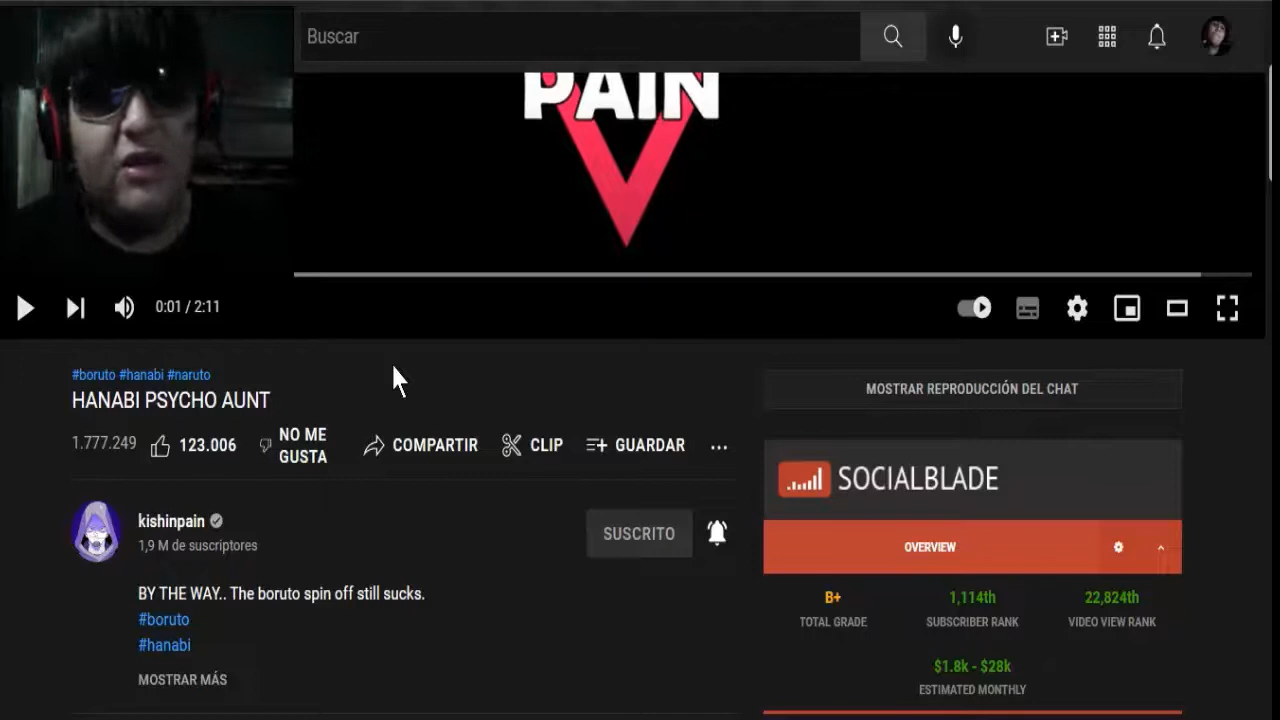 Buscar
PAIN
0:01 / 2:11
#boruto #hanabi #naruto
HANABI PSYCHO AUNT
1.777.249
123.006
NO ME
GUSTA
COMPARTIR
CLIP
GUARDAR
kishinpain
1,9 M de suscriptores
SUSCRITO
BY THE WAY.. The boruto spin off still sucks.
#boruto
#hanabi
MOSTRAR MÁS
MOSTRAR REPRODUCCIÓN DEL CHAT
SOCIALBLADE
OVERVIEW
B+
TOTAL GRADE
1,114th
SUBSCRIBER RANK
22,824th
VIDEO VIEW RANK
$1.8k - $28k
ESTIMATED MONTHLY